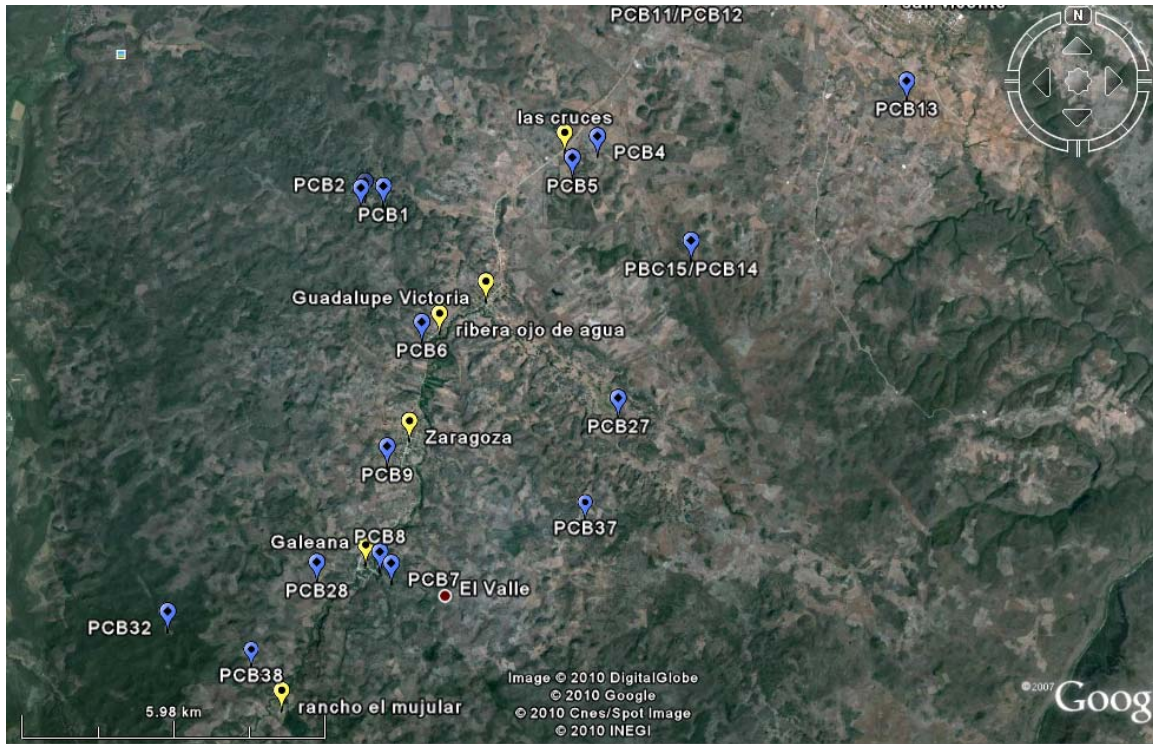 san vicente
PCB11/PCB12
N
PCB13
las cruces
PCB4
PCB5
PCB2
PCB1
PBC15/PCB14
Guadalupe Victoria
ribera ojo de agua
PCB6
PCB27
Zaragoza
PCB9
PCB37
Galeana
PCB8
PCB7
El Valle
PCB28
PCB32
PCB38
rancho el mujular
5.98 km
Image © 2010 DigitalGlobe
© 2010 Google
© 2010 Cnes/Spot Image
© 2010 INEGI
©2007
Goog